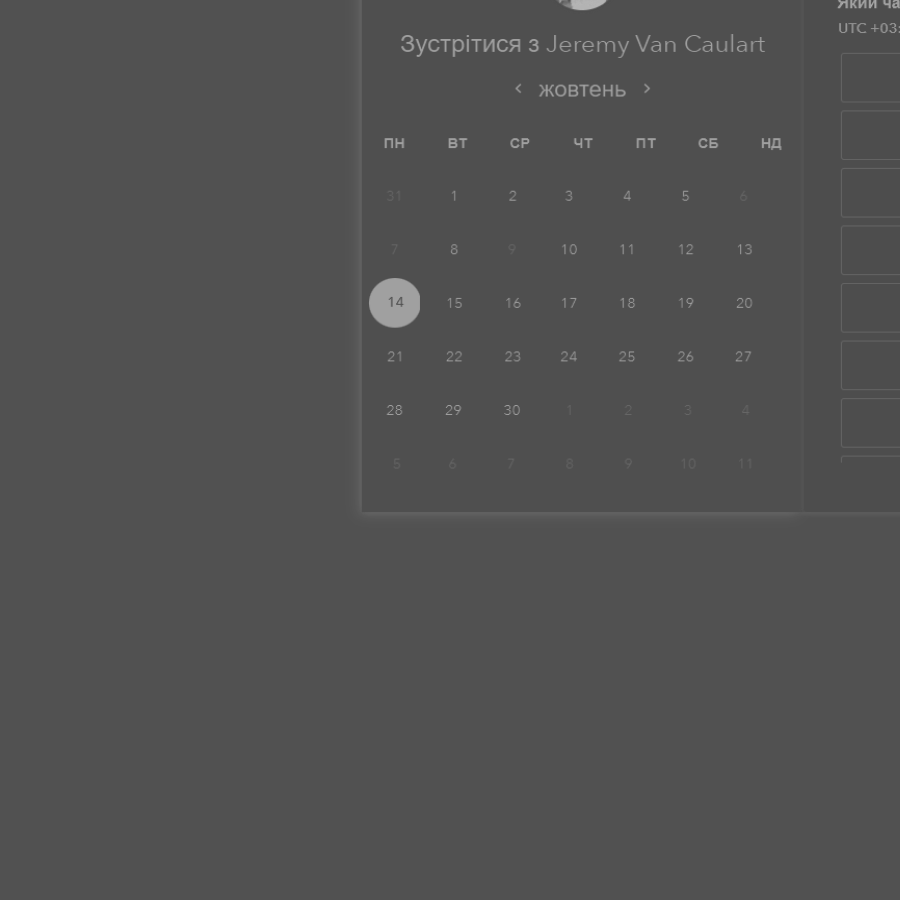 Зустрітися з Jeremy Van Caulart
‹ жовтень ›
ПН ВТ СР ЧТ ПТ СБ НД
31 1 2 3 4 5 6
7 8 9 10 11 12 13
14 15 16 17 18 19 20
21 22 23 24 25 26 27
28 29 30 1 2 3 4
5 6 7 8 9 10 11
Який ча
UTC +03: